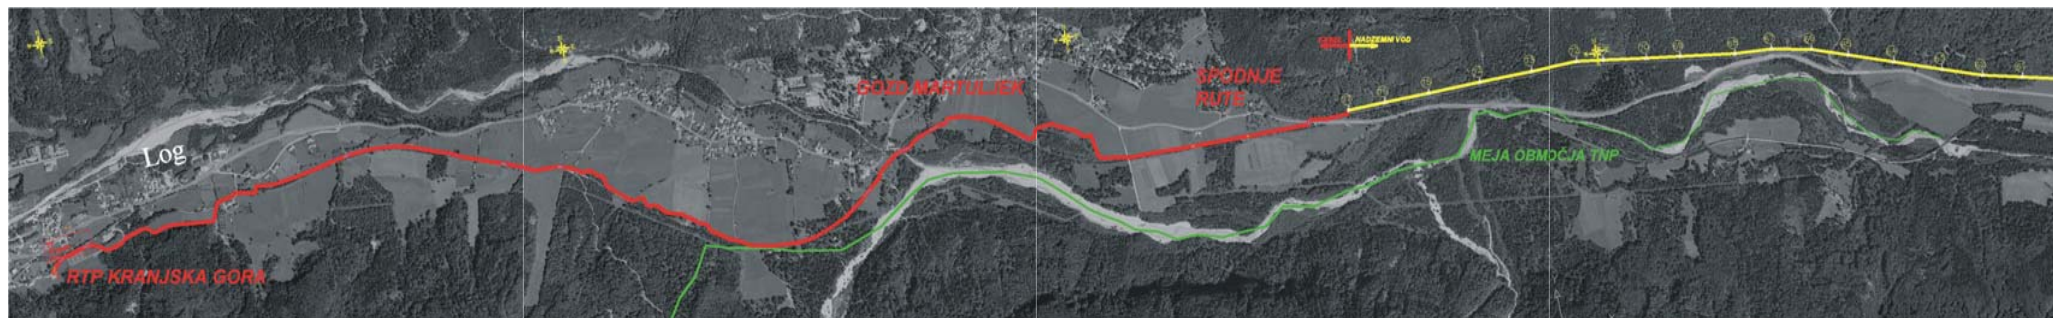 Log
RTP KRANJSKA GORA
GOZD MARTULJEK
SPODNJE
RUTE
NADZEMNI VOD
MEJA OBMOČJA TNP